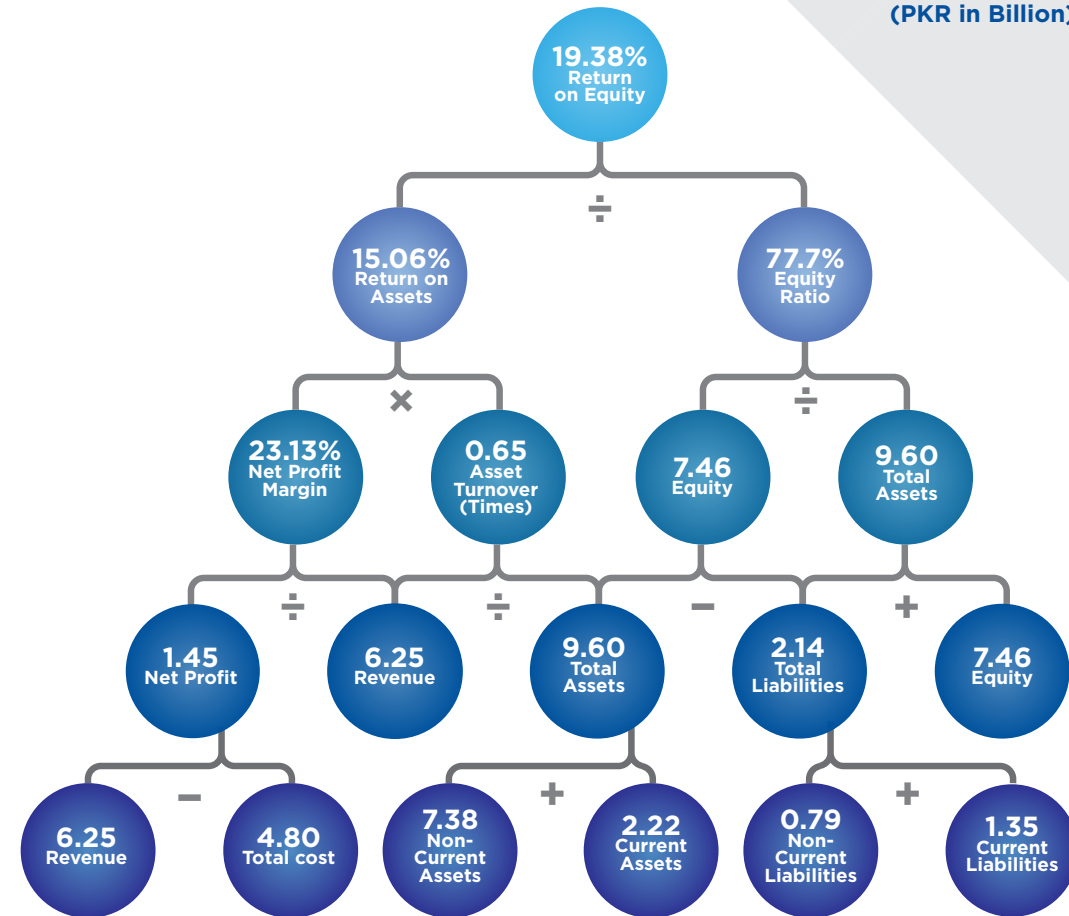 (PKR in Billion)
19.38%
Return
on Equity
÷
15.06%
Return on
Assets
77.7%
Equity
Ratio
×
÷
23.13%
Net Profit
Margin
0.65
Asset
Turnover
(Times)
7.46
Equity
9.60
Total
Assets
÷
÷
−
+
1.45
Net Profit
6.25
Revenue
9.60
Total
Assets
2.14
Total
Liabilities
7.46
Equity
−
+
+
6.25
Revenue
4.80
Total cost
7.38
Non-
Current
Assets
2.22
Current
Assets
0.79
Non-
Current
Liabilities
1.35
Current
Liabilities